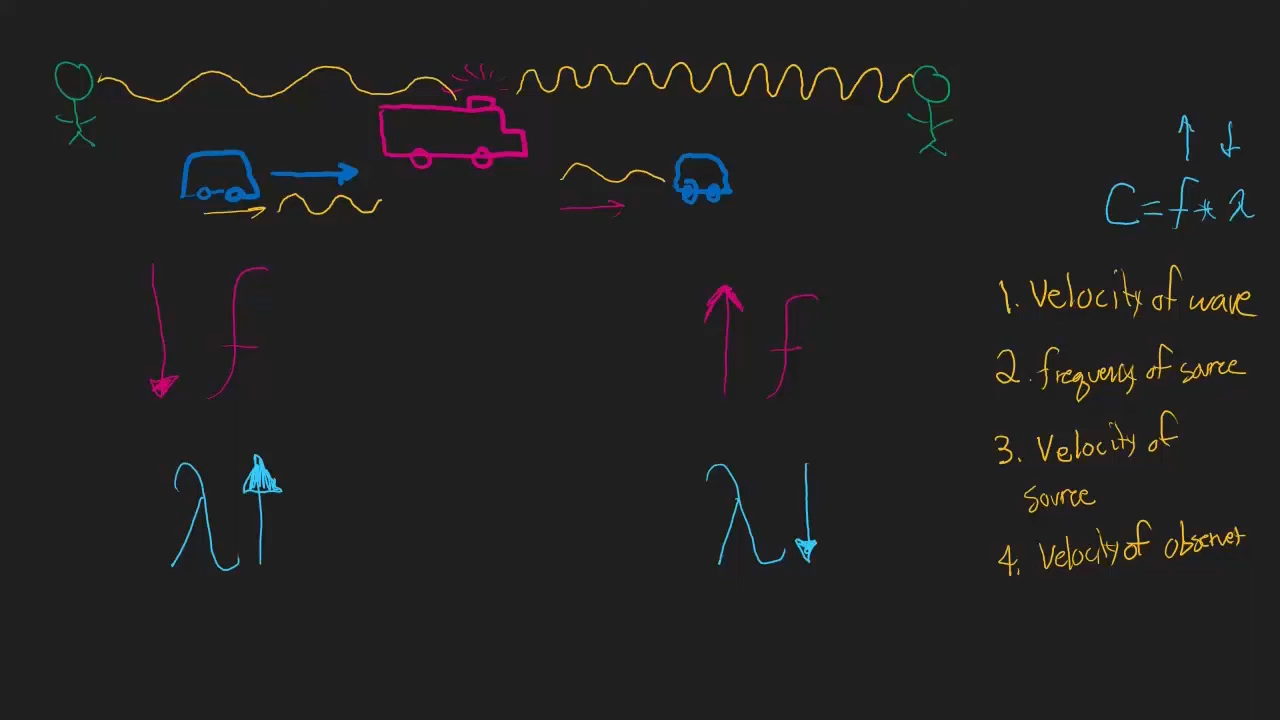 C = f * λ
1. Velocity of wave
2. frequency of source
3. Velocity of
source
4. Velocity of observer
f
f
λ
λ